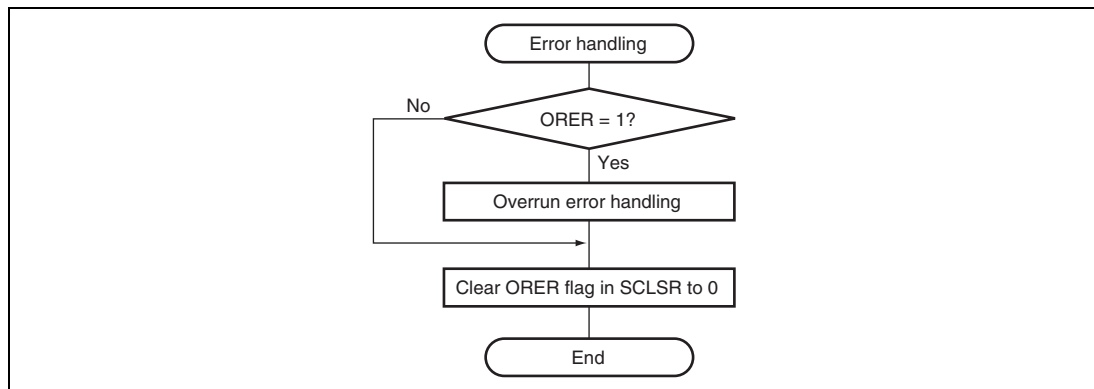 Error handling
No
ORER = 1?
Yes
Overrun error handling
Clear ORER flag in SCLSR to 0
End